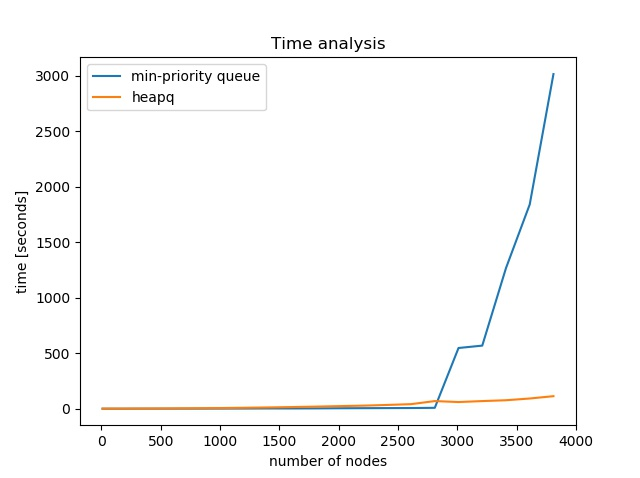 Time analysis
min-priority queue
heapq
3000
2500
2000
1500
1000
500
0
time [seconds]
0 500 1000 1500 2000 2500 3000 3500 4000
number of nodes